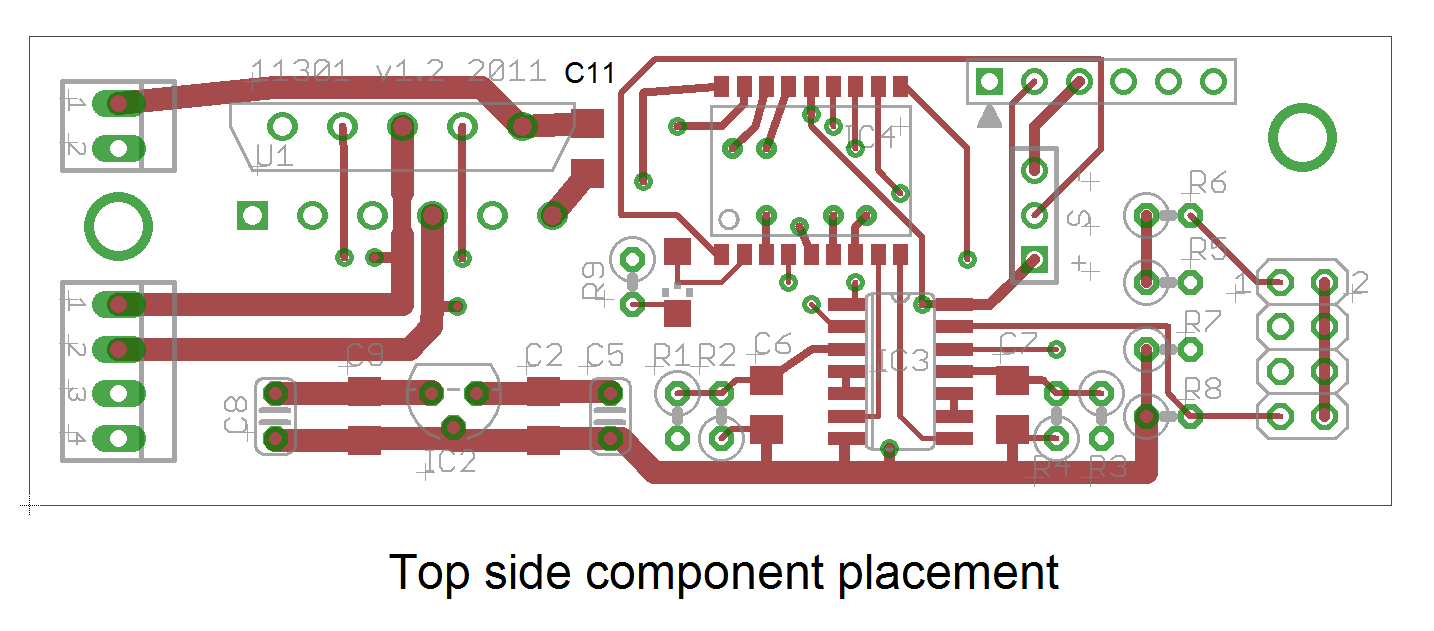 11301 v1.2 2011
C11
1
2
U1
IC4
+
S
-
R6
R5
R9
1
2
3
4
1
2
R7
C9
C2
C5
R1
R2
C6
IC3
C7
R8
C8
IC2
R4
R3
Top side component placement